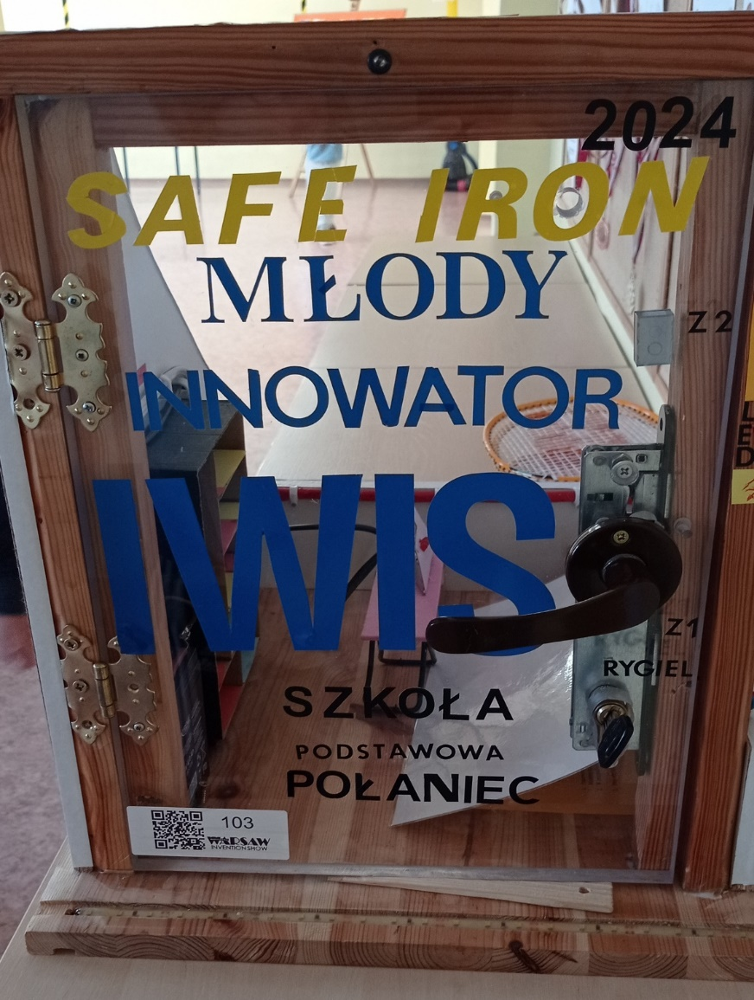 2024
SAFE IRON
MŁODY
Z2
INNOWATOR
IWIS
Z1
RYGIEL
SZKOŁA
PODSTAWOWA
POŁANIEC
103
WARSAW
INVENTION SHOW